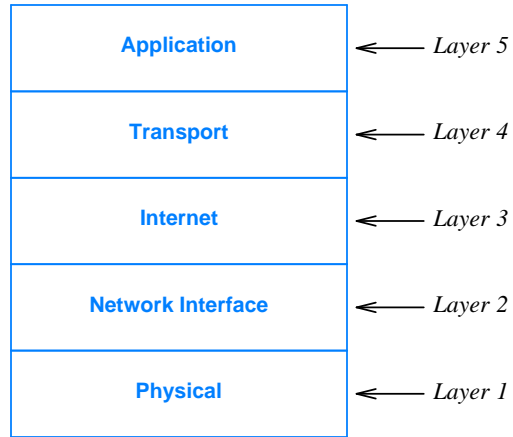 Application Layer 5
Transport Layer 4
Internet Layer 3
Network Interface Layer 2
Physical Layer 1